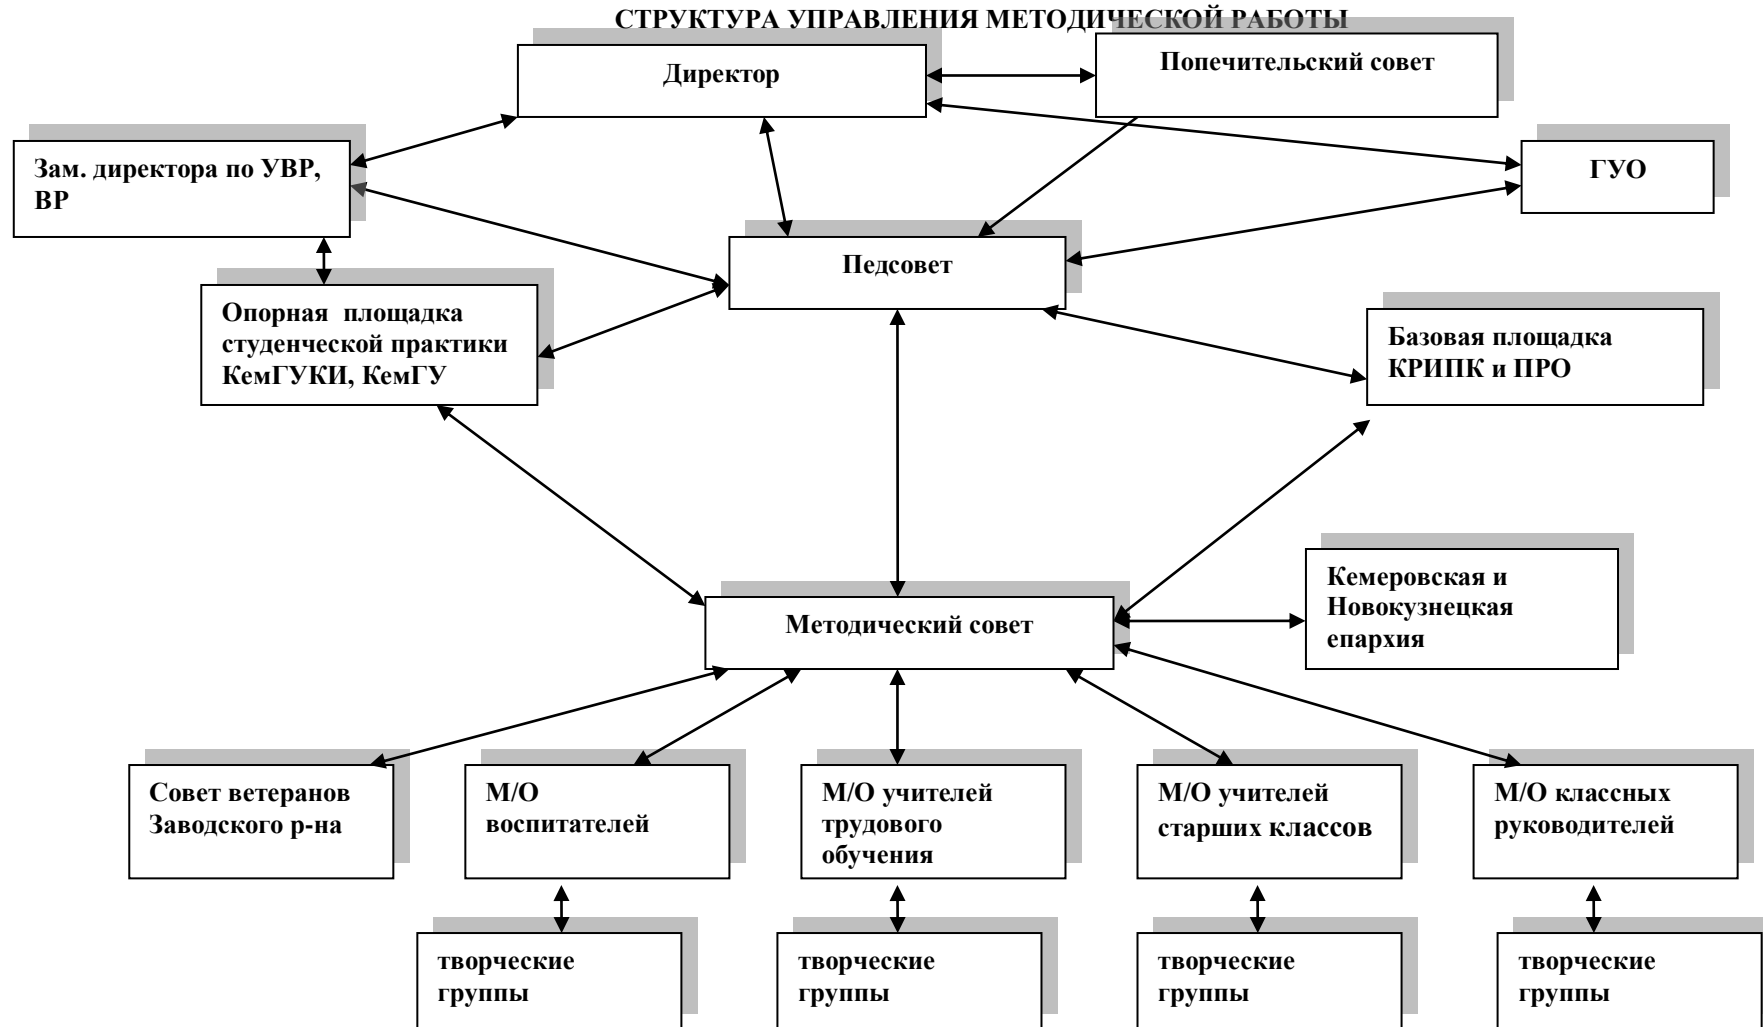 СТРУКТУРА УПРАВЛЕНИЯ МЕТОДИЧЕСКОЙ РАБОТЫ
Директор
Попечительский совет
Зам. директора по УВР,
ВР
ГУО
Педсовет
Опорная площадка
студенческой практики
КемГУКИ, КемГУ
Базовая площадка
КРИПК и ПРО
Кемеровская и
Новокузнецкая
епархия
Методический совет
Совет ветеранов
Заводского р-на
М/О
воспитателей
М/О учителей
трудового
обучения
М/О учителей
старших классов
М/О классных
руководителей
творческие
группы
творческие
группы
творческие
группы
творческие
группы